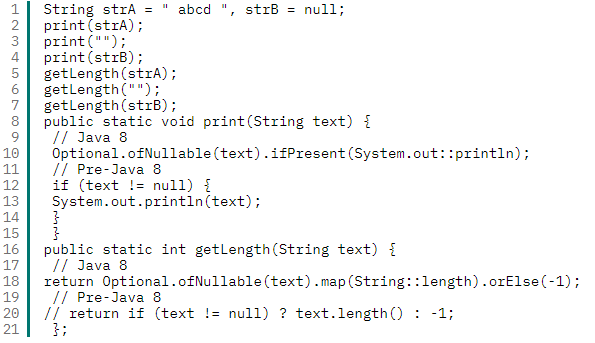 1 String strA = " abcd ", strB = null;
2 print(strA);
3 print("");
4 print(strB);
5 getLength(strA);
6 getLength("");
7 getLength(strB);
8 public static void print(String text) {
9  // Java 8
10  Optional.ofNullable(text).ifPresent(System.out::println);
11  // Pre-Java 8
12  if (text != null) {
13  System.out.println(text);
14  }
15  }
16 public static int getLength(String text) {
17  // Java 8
18 return Optional.ofNullable(text).map(String::length).orElse(-1);
19  // Pre-Java 8
20 // return if (text != null) ? text.length() : -1;
21  };